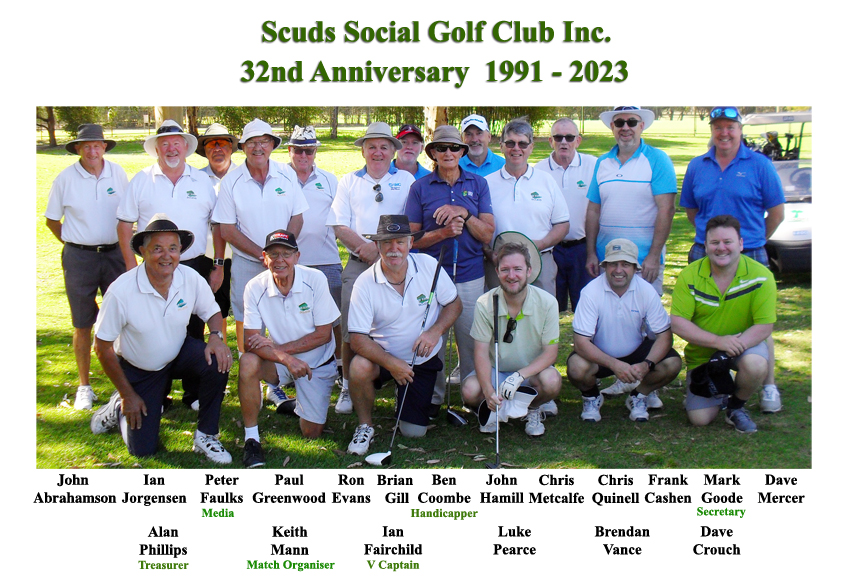 Scuds Social Golf Club Inc.
32nd Anniversary 1991 - 2023
John Ian Peter Paul Ron Brian Ben John Chris Chris Frank Mark Dave
Abrahamson Jorgensen Faulks Greenwood Evans Gill Coombe Hamill Metcalfe Quinell Cashen Goode Mercer
Media Handicapper Secretary
Alan Keith Ian Luke Brendan Dave
Phillips Mann Fairchild Pearce Vance Crouch
Treasurer Match Organiser V Captain